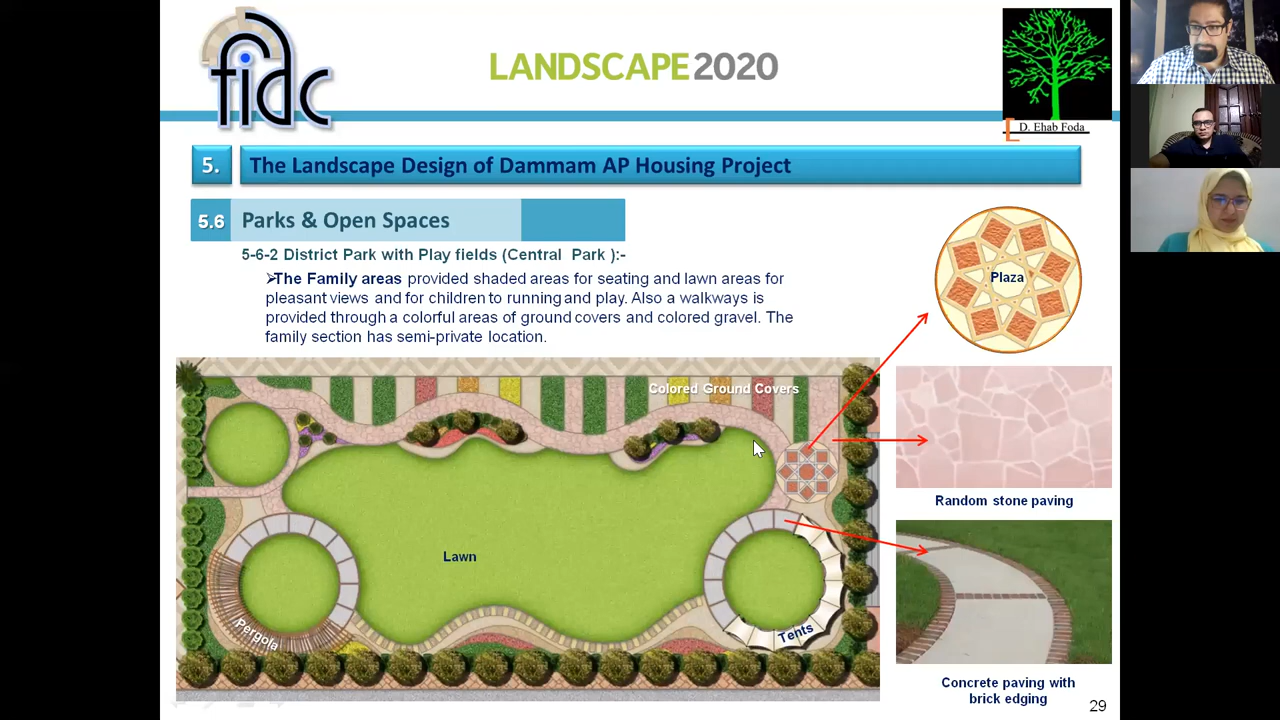 fidc
LANDSCAPE2020
D. Ehab Foda
5. The Landscape Design of Dammam AP Housing Project
5.6 Parks & Open Spaces
5-6-2 District Park with Play fields (Central Park ):-
➢The Family areas provided shaded areas for seating and lawn areas for
pleasant views and for children to running and play. Also a walkways is
provided through a colorful areas of ground covers and colored gravel. The
family section has semi-private location.
Plaza
Colored Ground Covers
Random stone paving
Lawn
Pergola
Tents
Concrete paving with
brick edging
29